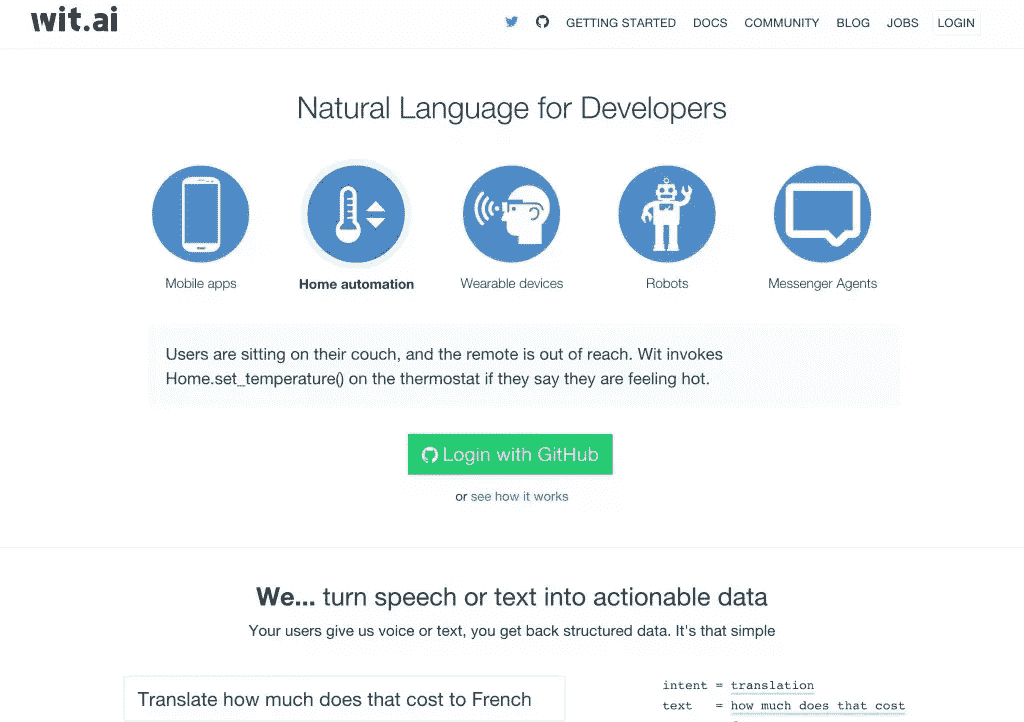 wit.ai
GETTING STARTED DOCS COMMUNITY BLOG JOBS LOGIN
Natural Language for Developers
Mobile apps Home automation Wearable devices Robots Messenger Agents
Users are sitting on their couch, and the remote is out of reach. Wit invokes
Home.set_temperature() on the thermostat if they say they are feeling hot.
Login with GitHub
or see how it works
We... turn speech or text into actionable data
Your users give us voice or text, you get back structured data. It's that simple
Translate how much does that cost to French
intent = translation
text = how much does that cost